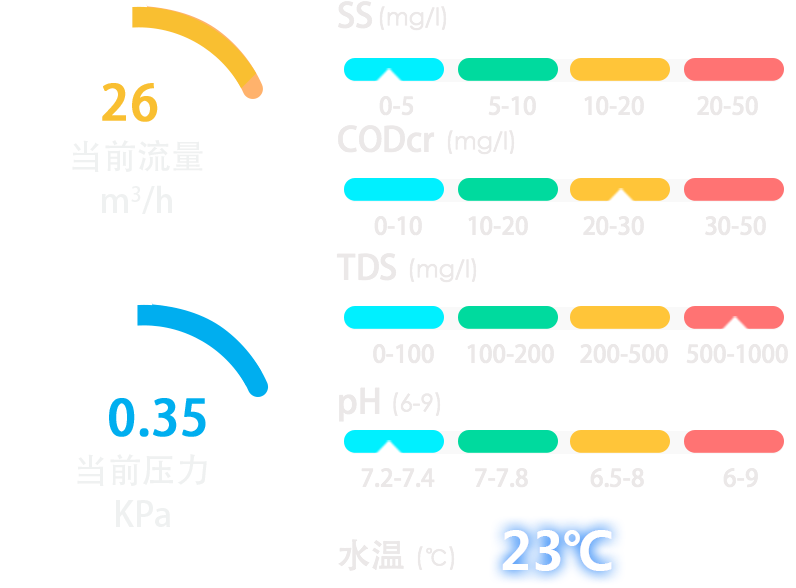 26
当前流量
m³/h
0.35
当前压力
KPa
SS (mg/l)
0-5 5-10 10-20 20-50
CODcr (mg/l)
0-10 10-20 20-30 30-50
TDS (mg/l)
0-100 100-200 200-500 500-1000
pH (6-9)
7.2-7.4 7-7.8 6.5-8 6-9
水温 (℃) 23℃